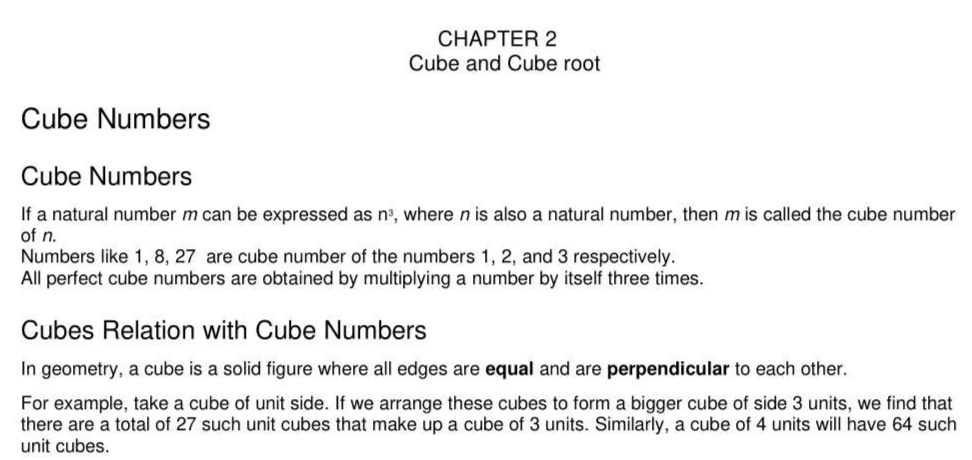 CHAPTER 2
Cube and Cube root
Cube Numbers
Cube Numbers
If a natural number m can be expressed as n³, where n is also a natural number, then m is called the cube number
of n.
Numbers like 1, 8, 27  are cube number of the numbers 1, 2, and 3 respectively.
All perfect cube numbers are obtained by multiplying a number by itself three times.
Cubes Relation with Cube Numbers
In geometry, a cube is a solid figure where all edges are equal and are perpendicular to each other.
For example, take a cube of unit side. If we arrange these cubes to form a bigger cube of side 3 units, we find that
there are a total of 27 such unit cubes that make up a cube of 3 units. Similarly, a cube of 4 units will have 64 such
unit cubes.